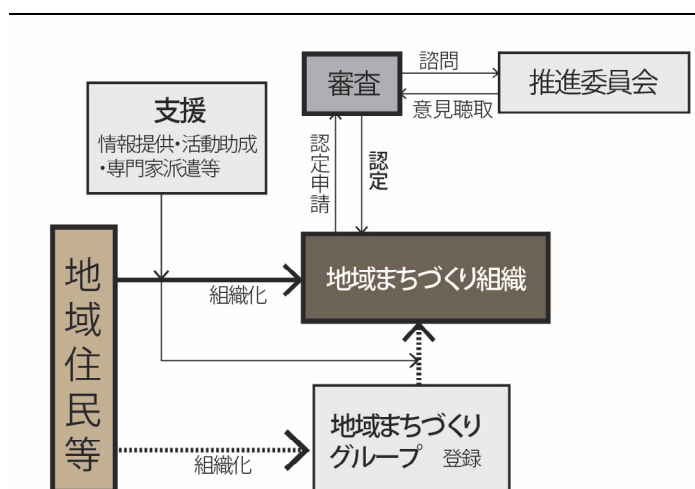 諮問
審査
推進委員会
意見聴取
支援
情報提供・活動助成
・専門家派遣等
認定申請
認定
地域まちづくり組織
組織化
地域住民等
地域まちづくり
グループ 登録
組織化